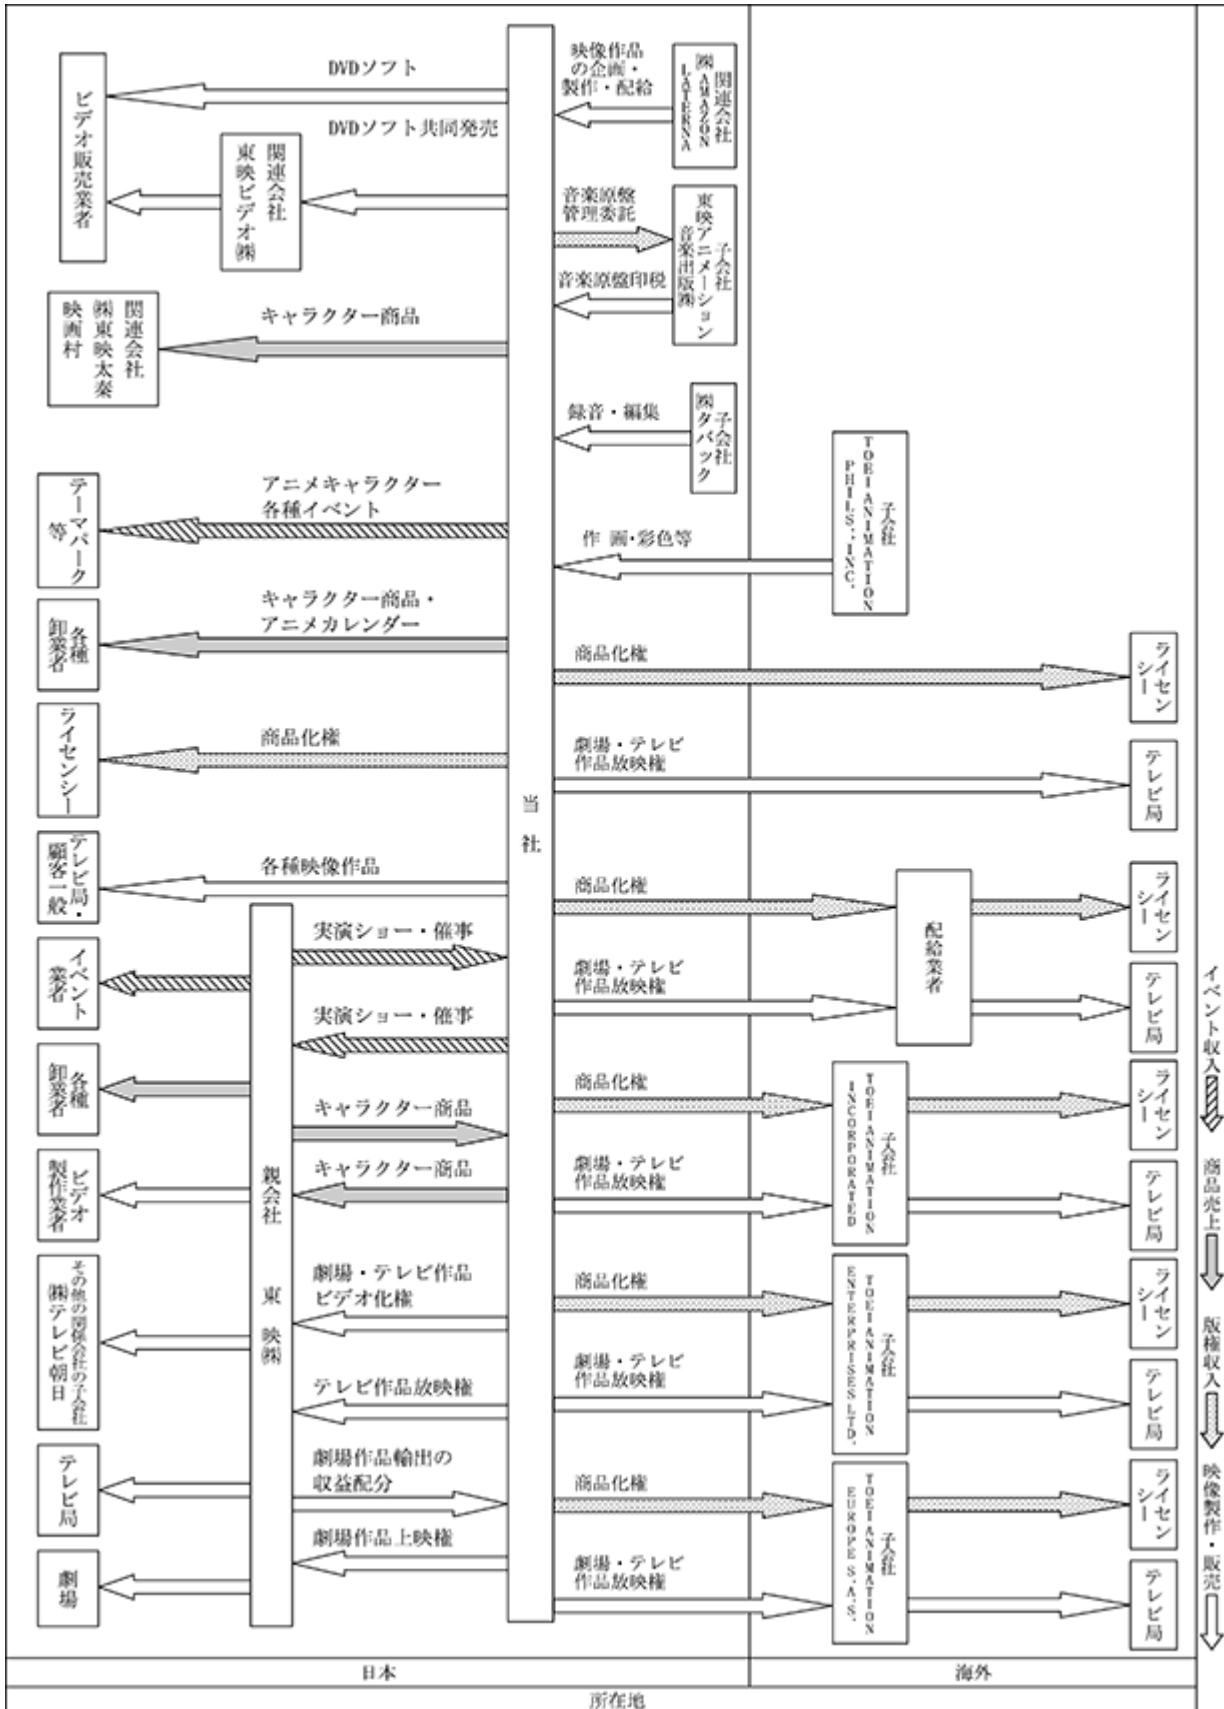 DVDソフト
DVDソフト共同発売
ビデオ販売業者
関連会社
東映ビデオ㈱
映像作品
の企画・
製作・配給
関連会社
㈱AMAZON
LATERNA
音楽原盤
管理委託
音楽原盤印税
子会社
東映アニメーション
音楽出版㈱
関連会社
㈱東映太秦
映画村
キャラクター商品
録音・編集
子会社
㈱タバック
テーマパーク
等
アニメキャラクター
各種イベント
作 画・彩色等
子会社
TOEI ANIMATION
PHILS.,INC.
各種
卸業者
キャラクター商品・
アニメカレンダー
商品化権
ライセン
シー
ライセンシー
商品化権
劇場・テレビ
作品放映権
テレビ局
当社
テレビ局・
顧客一般
各種映像作品
商品化権
ライセン
シー
配給業者
劇場・テレビ
作品放映権
テレビ局
イベント
業者
実演ショー・催事
実演ショー・催事
各種
卸業者
キャラクター商品
キャラクター商品
ビデオ
製作業者
親会社 東映㈱
商品化権
子会社
TOEI ANIMATION
INCORPORATED
ライセン
シー
劇場・テレビ
作品放映権
テレビ局
その他の関係会社の子会社
㈱テレビ朝日
劇場・テレビ作品
ビデオ化権
テレビ作品放映権
商品化権
子会社
TOEI ANIMATION
ENTERPRISES LTD.
ライセン
シー
劇場・テレビ
作品放映権
テレビ局
テレビ局
劇場作品輸出の
収益配分
劇場
劇場作品上映権
商品化権
子会社
TOEI ANIMATION
EUROPE S.A.S.
ライセン
シー
劇場・テレビ
作品放映権
テレビ局
イベント収入
商品売上
版権収入
映像製作・販売
日本
海外
所在地